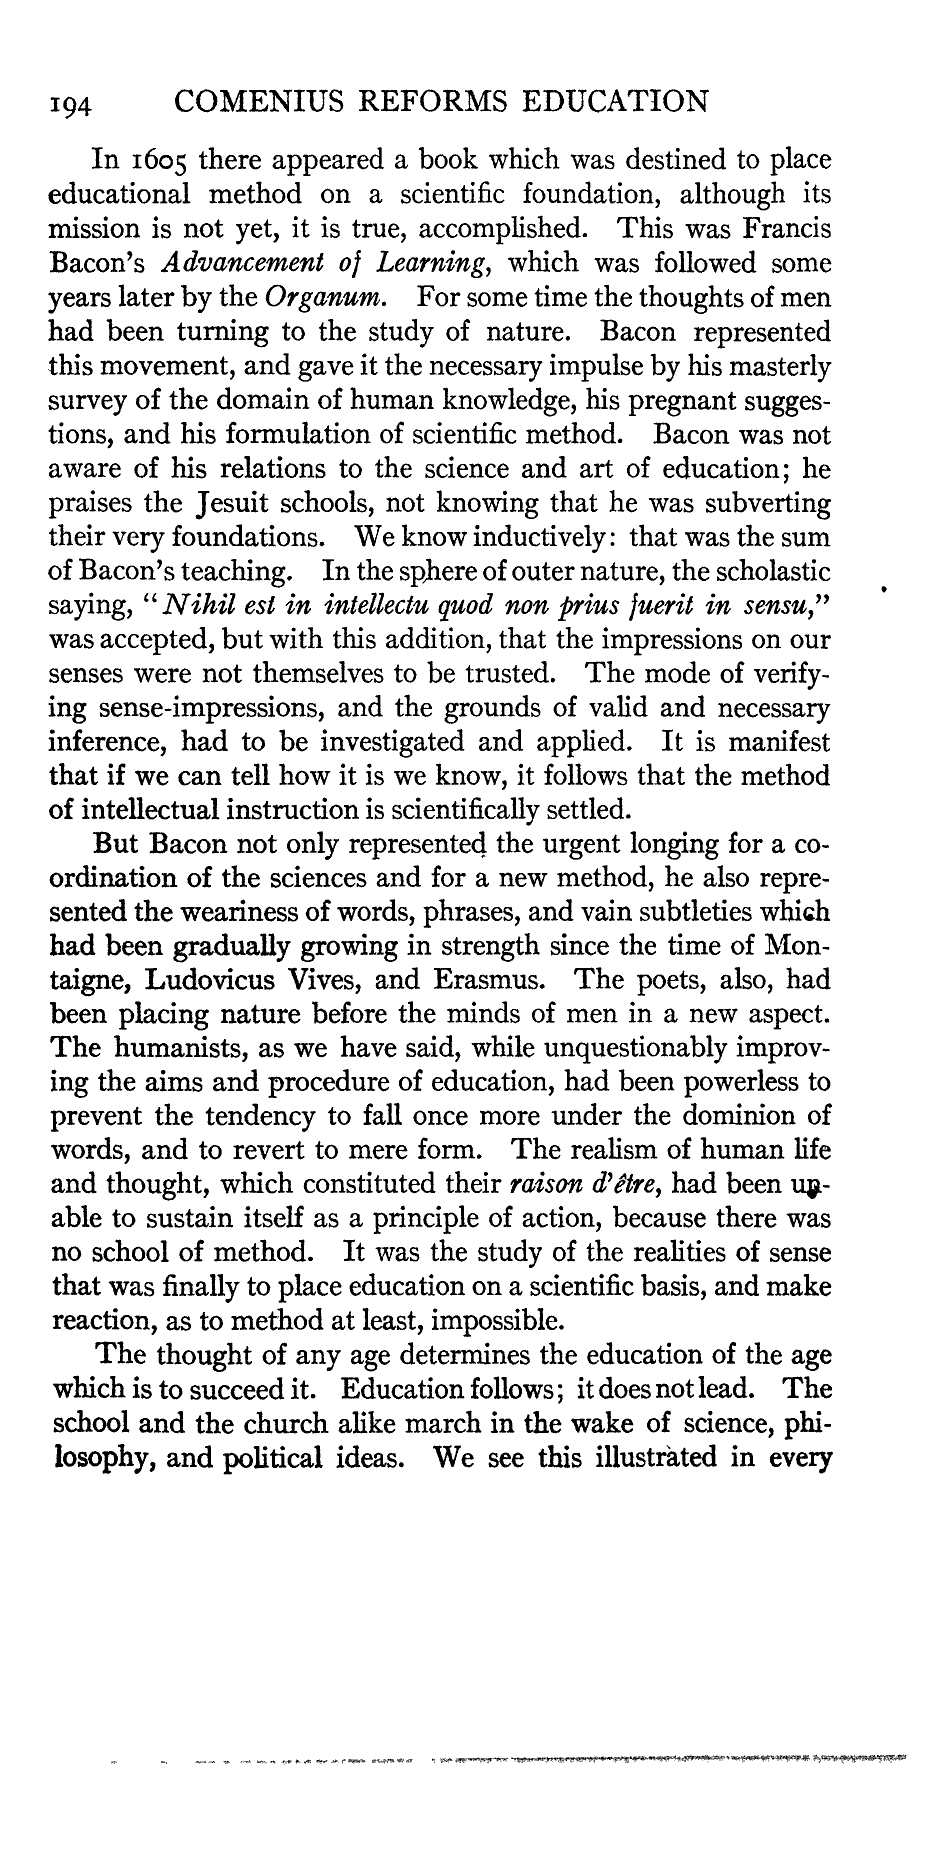 194 COMENIUS REFORMS EDUCATION
In 1605 there appeared a book which was destined to place
educational method on a scientific foundation, although its
mission is not yet, it is true, accomplished. This was Francis
Bacon's Advancement of Learning, which was followed some
years later by the Organum. For some time the thoughts of men
had been turning to the study of nature. Bacon represented
this movement, and gave it the necessary impulse by his masterly
survey of the domain of human knowledge, his pregnant sugges-
tions, and his formulation of scientific method. Bacon was not
aware of his relations to the science and art of education; he
praises the Jesuit schools, not knowing that he was subverting
their very foundations. We know inductively: that was the sum
of Bacon's teaching. In the sphere of outer nature, the scholastic
saying, "Nihil est in intellectu quod non prius fuerit in sensu,"
was accepted, but with this addition, that the impressions on our
senses were not themselves to be trusted. The mode of verify-
ing sense-impressions, and the grounds of valid and necessary
inference, had to be investigated and applied. It is manifest
that if we can tell how it is we know, it follows that the method
of intellectual instruction is scientifically settled.
But Bacon not only represented the urgent longing for a co-
ordination of the sciences and for a new method, he also repre-
sented the weariness of words, phrases, and vain subtleties which
had been gradually growing in strength since the time of Mon-
taigne, Ludovicus Vives, and Erasmus. The poets, also, had
been placing nature before the minds of men in a new aspect.
The humanists, as we have said, while unquestionably improv-
ing the aims and procedure of education, had been powerless to
prevent the tendency to fall once more under the dominion of
words, and to revert to mere form. The realism of human life
and thought, which constituted their raison d'être, had been un-
able to sustain itself as a principle of action, because there was
no school of method. It was the study of the realities of sense
that was finally to place education on a scientific basis, and make
reaction, as to method at least, impossible.
The thought of any age determines the education of the age
which is to succeed it. Education follows; it does not lead. The
school and the church alike march in the wake of science, phi-
losophy, and political ideas. We see this illustrated in every